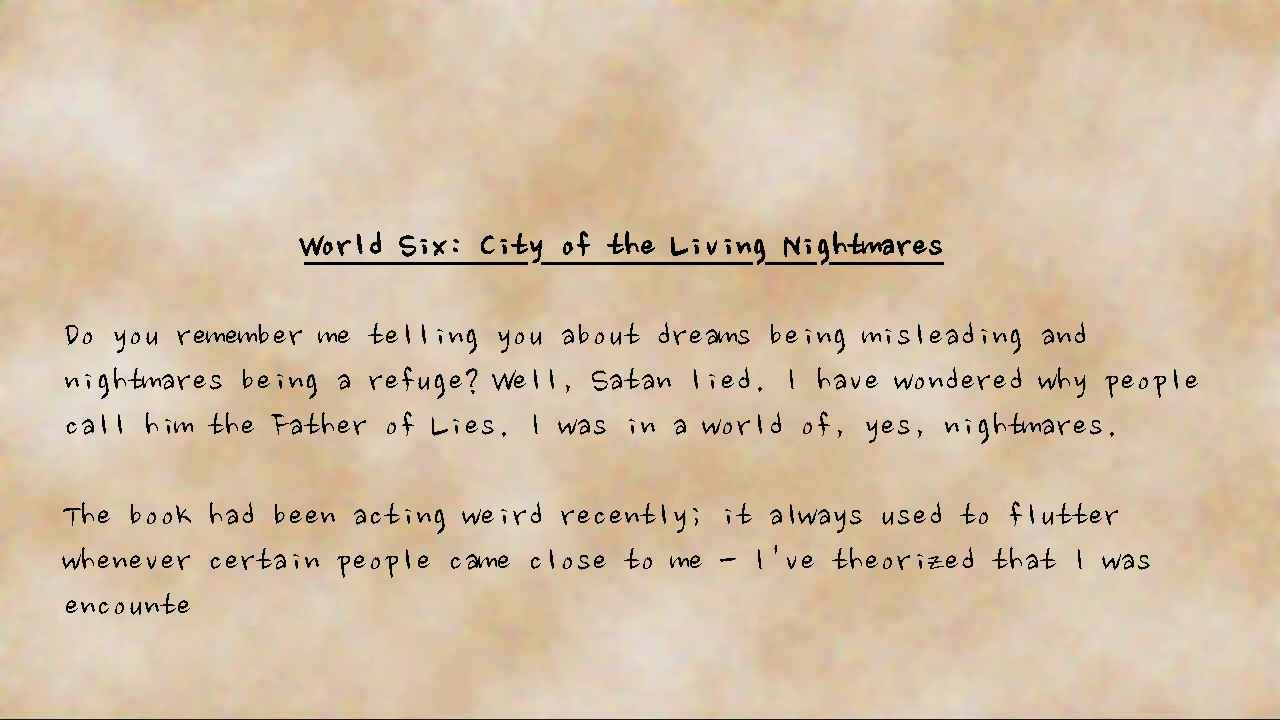 World Six: City of the Living Nightmares
Do you remember me telling you about dreams being misleading and
nightmares being a refuge? Well, Satan lied. I have wondered why people
call him the Father of Lies. I was in a world of, yes, nightmares.
The book had been acting weird recently; it always used to flutter
whenever certain people came close to me - I've theorized that I was
encounte